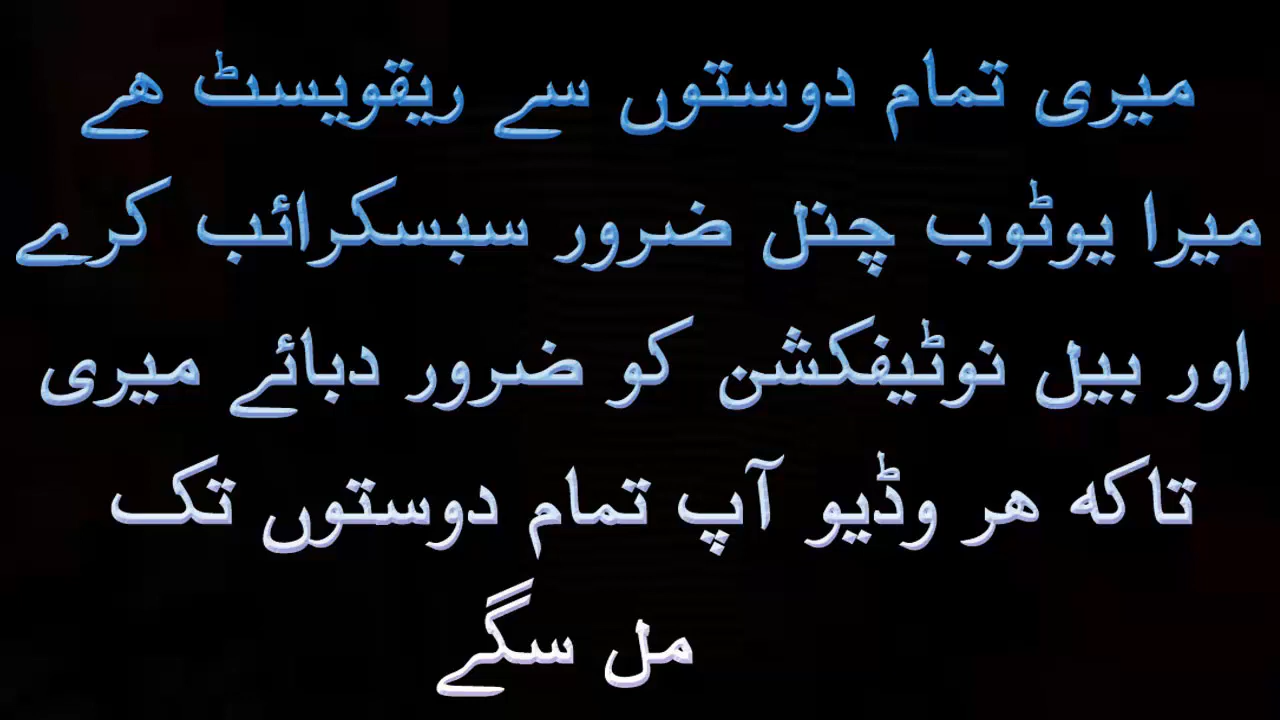 میری تمام دوستوں سے ریقویسٹ ھے
میرا یوٹوب چنل ضرور سبسکرائب کرے
اور بیل نوٹیفکشن کو ضرور دبائے میری
تاکه ھر وڈیو آپ تمام دوستوں تک
مل سگے